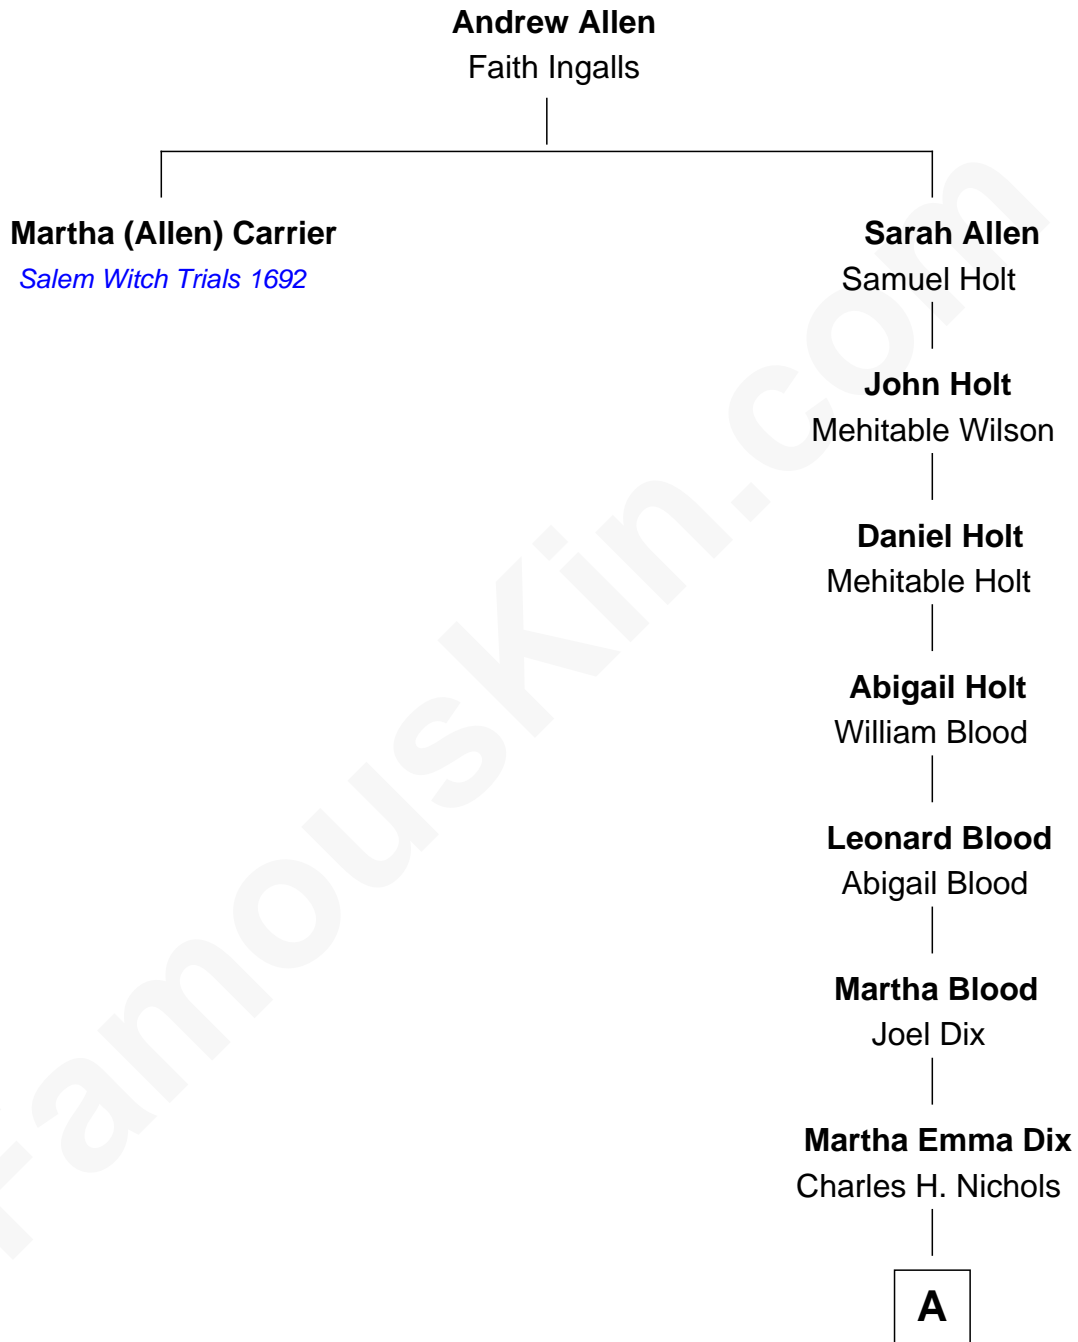 Andrew Allen
Faith Ingalls
Martha (Allen) Carrier
Salem Witch Trials 1692
Sarah Allen
Samuel Holt
John Holt
Mehitable Wilson
Daniel Holt
Mehitable Holt
Abigail Holt
William Blood
Leonard Blood
Abigail Blood
Martha Blood
Joel Dix
Martha Emma Dix
Charles H. Nichols
A
FamousKin.com